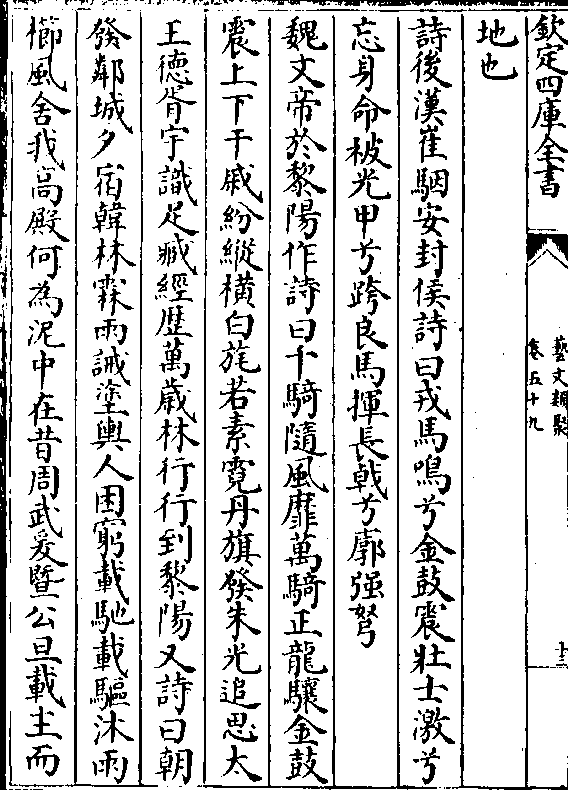 欽定四庫全書
藝文類聚
卷五十九
十三
地也
詩後漢崔駰安封侯詩曰戎馬鳴兮金鼓震壯士激兮
忘身命被光甲兮跨良馬揮長戟兮廓强弩
魏文帝於黎陽作詩曰千騎隨風靡萬騎正龍驤金鼓
震上下干戚紛縱橫白旄若素霓丹旗發朱光追思太
王德胥宇識足臧經歴萬歳林行行到黎陽又詩曰朝
發鄴城夕宿韓林霖雨諴塗輿人困窮載馳載驅沐雨
櫛風舍我高殿何為泥中在昔周武爰暨公旦載主而